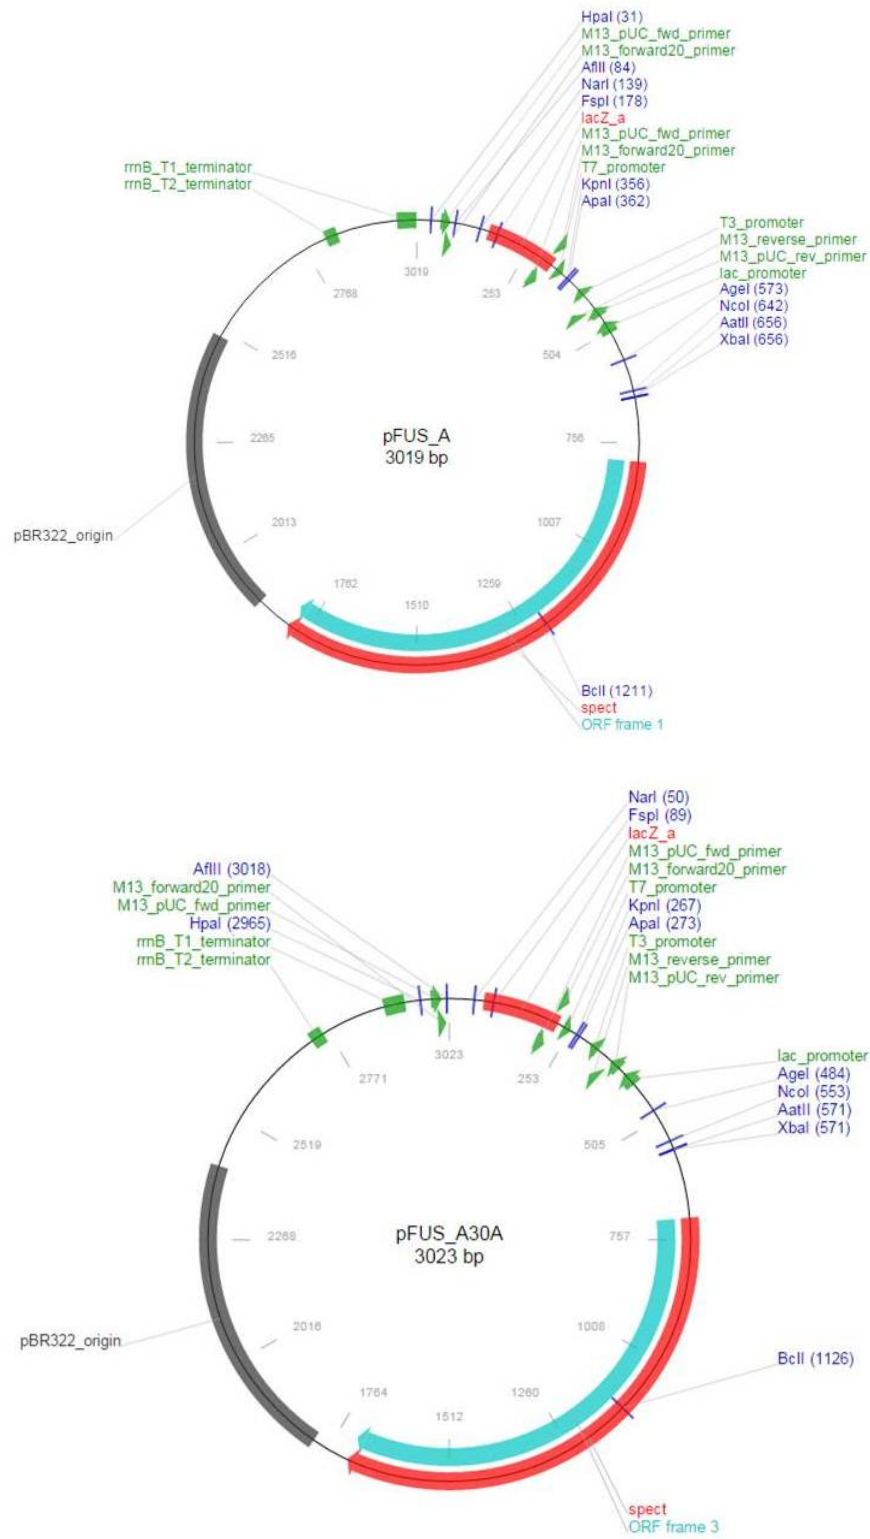 HpaI (31)
M13_pUC_fwd_primer
M13_forward20_primer
AflII (84)
NarI (139)
FspI (178)
lacZ_a
M13_pUC_fwd_primer
M13_forward20_primer
T7_promoter
KpnI (356)
ApaI (362)
rrnB_T1_terminator
rrnB_T2_terminator
T3_promoter
M13_reverse_primer
M13_pUC_rev_primer
lac_promoter
AgeI (573)
NcoI (642)
AatII (656)
XbaI (656)
3019
253
2768
504
2516
756
2265
pFUS_A
3019 bp
2013
1007
pBR322_origin
1762
1510
1259
BclI (1211)
spect
ORF frame 1
NarI (50)
FspI (89)
lacZ_a
M13_pUC_fwd_primer
M13_forward20_primer
T7_promoter
KpnI (267)
ApaI (273)
T3_promoter
M13_reverse_primer
M13_pUC_rev_primer
AflII (3018)
M13_forward20_primer
M13_pUC_fwd_primer
HpaI (2965)
rrnB_T1_terminator
rrnB_T2_terminator
lac_promoter
AgeI (484)
NcoI (553)
AatII (571)
XbaI (571)
3023
253
2771
505
2519
757
2268
pFUS_A30A
3023 bp
2016
1008
pBR322_origin
1764
1512
1260
BclI (1126)
spect
ORF frame 3